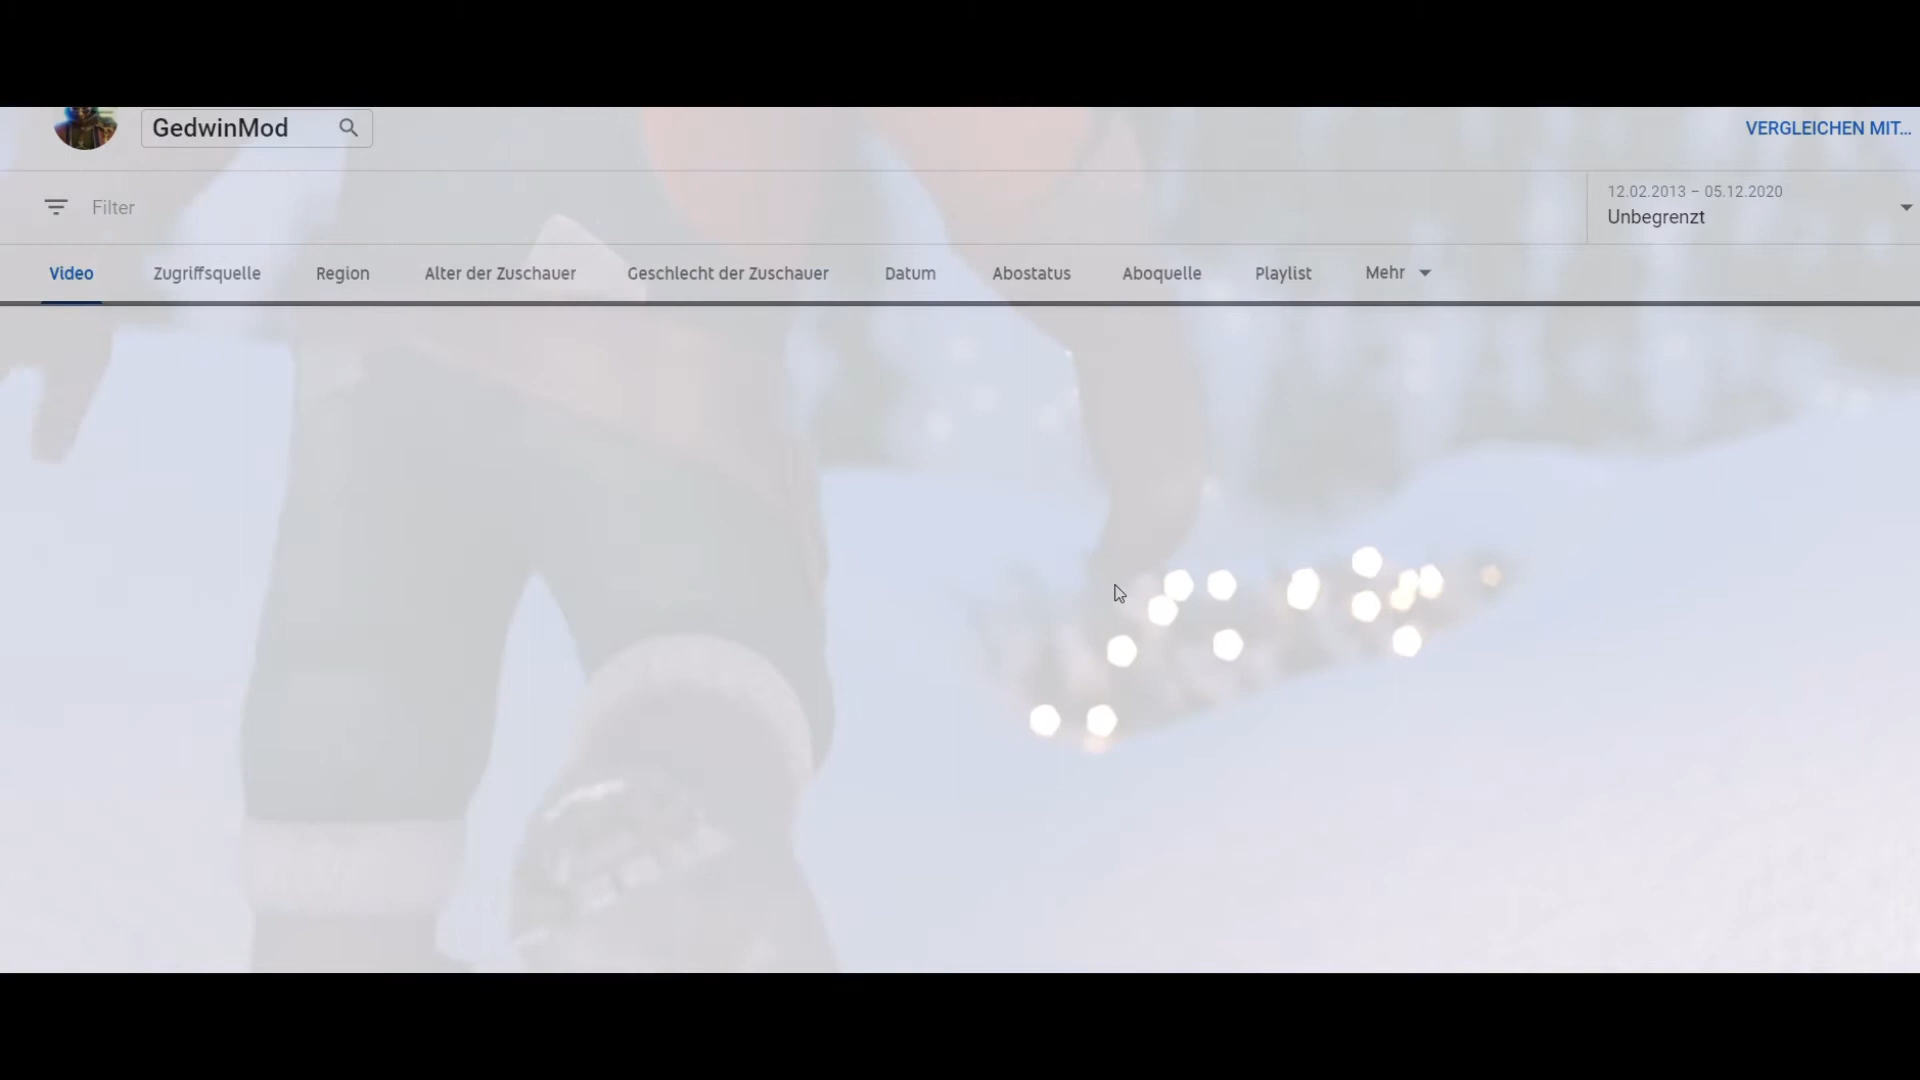 GedwinMod
VERGLEICHEN MIT...
Filter
12.02.2013 – 05.12.2020
Unbegrenzt
Video Zugriffsquelle Region Alter der Zuschauer Geschlecht der Zuschauer Datum Abostatus Aboquelle Playlist Mehr